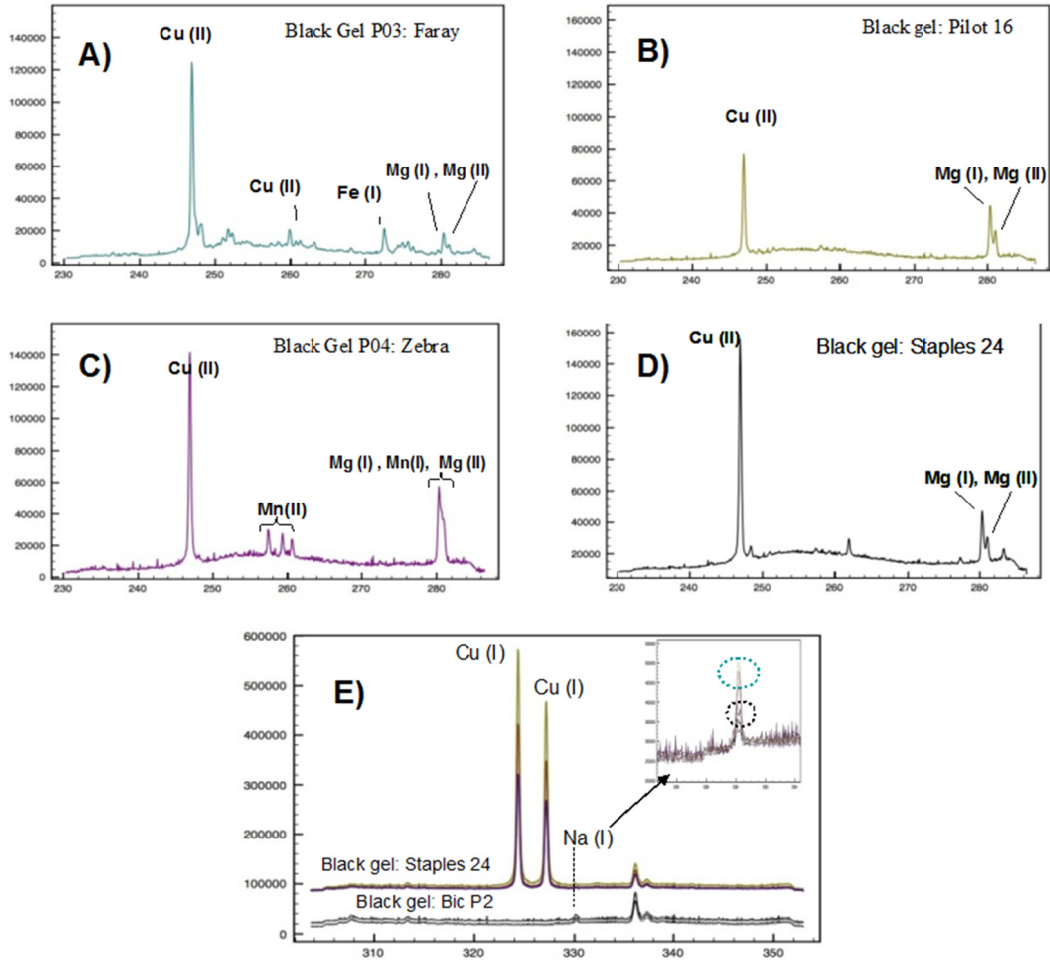 A)
Black Gel P03: Faray
Cu (II)
Cu (II)
Fe (I)
Mg (I) , Mg (II)
140000
120000
100000
80000
60000
40000
20000
0
230 240 250 260 270 280
B)
Black gel: Pilot 16
Cu (II)
Mg (I), Mg (II)
160000
140000
120000
100000
80000
60000
40000
20000
230 240 250 260 270 280
C)
Black Gel P04: Zebra
Cu (II)
Mn(II)
Mg (I) , Mn(I), Mg (II)
140000
120000
100000
80000
60000
40000
20000
0
230 240 250 260 270 280
D)
Black gel: Staples 24
Cu (II)
Mg (I), Mg (II)
160000
140000
120000
100000
80000
60000
40000
20000
230 240 250 260 270 280
E)
Cu (I)
Cu (I)
Na (I)
Black gel: Staples 24
Black gel: Bic P2
600000
500000
400000
300000
200000
100000
0
310 320 330 340 350